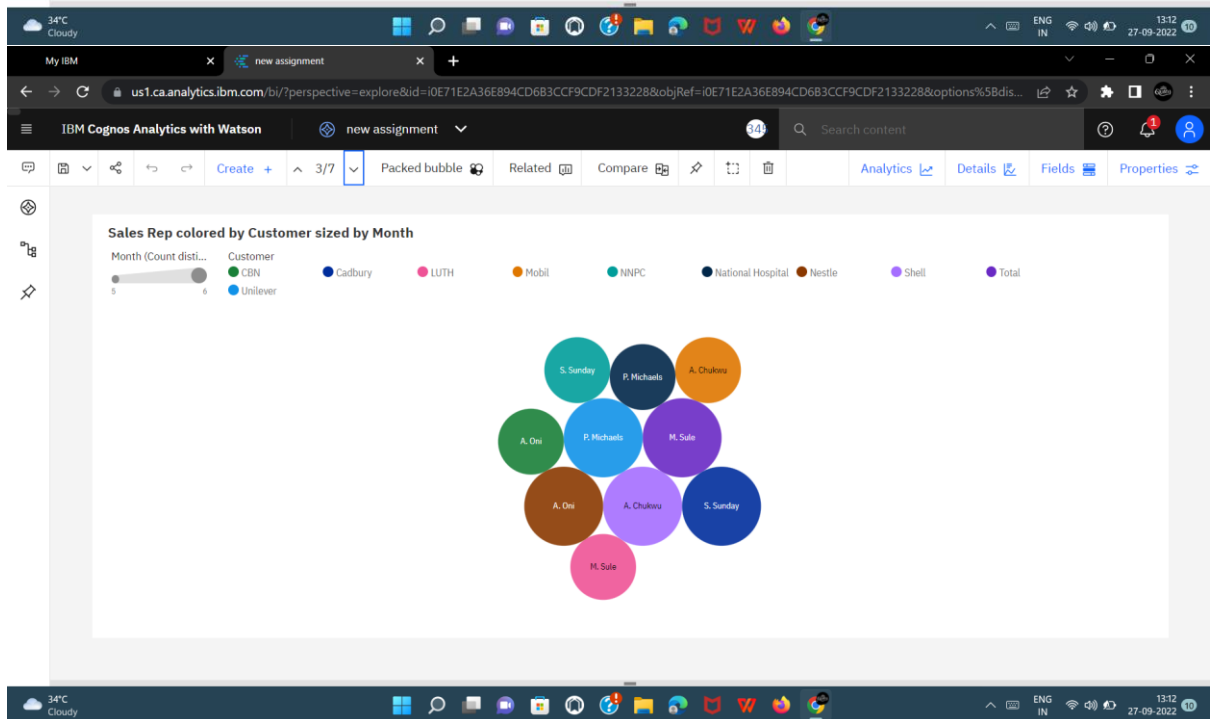 34°C
Cloudy
ENG
IN
13:12
27-09-2022
10
My IBM
new assignment
us1.ca.analytics.ibm.com/bi/?perspective=explore&id=i0E71E2A36E894CD6B3CCF9CDF2133228&objRef=i0E71E2A36E894CD6B3CCF9CDF2133228&options%5Bdis...
IBM Cognos Analytics with Watson
new assignment
Search content
1
Create +
3/7
Packed bubble
Related
Compare
Analytics
Details
Fields
Properties
Sales Rep colored by Customer sized by Month
Month (Count disti...
Customer
5
6
CBN
Cadbury
LUTH
Mobil
NNPC
National Hospital
Nestle
Shell
Total
Unilever
S. Sunday
P. Michaels
A. Chukwu
A. Oni
P. Michaels
M. Sule
A. Oni
A. Chukwu
S. Sunday
M. Sule
34°C
Cloudy
ENG
IN
13:12
27-09-2022
10